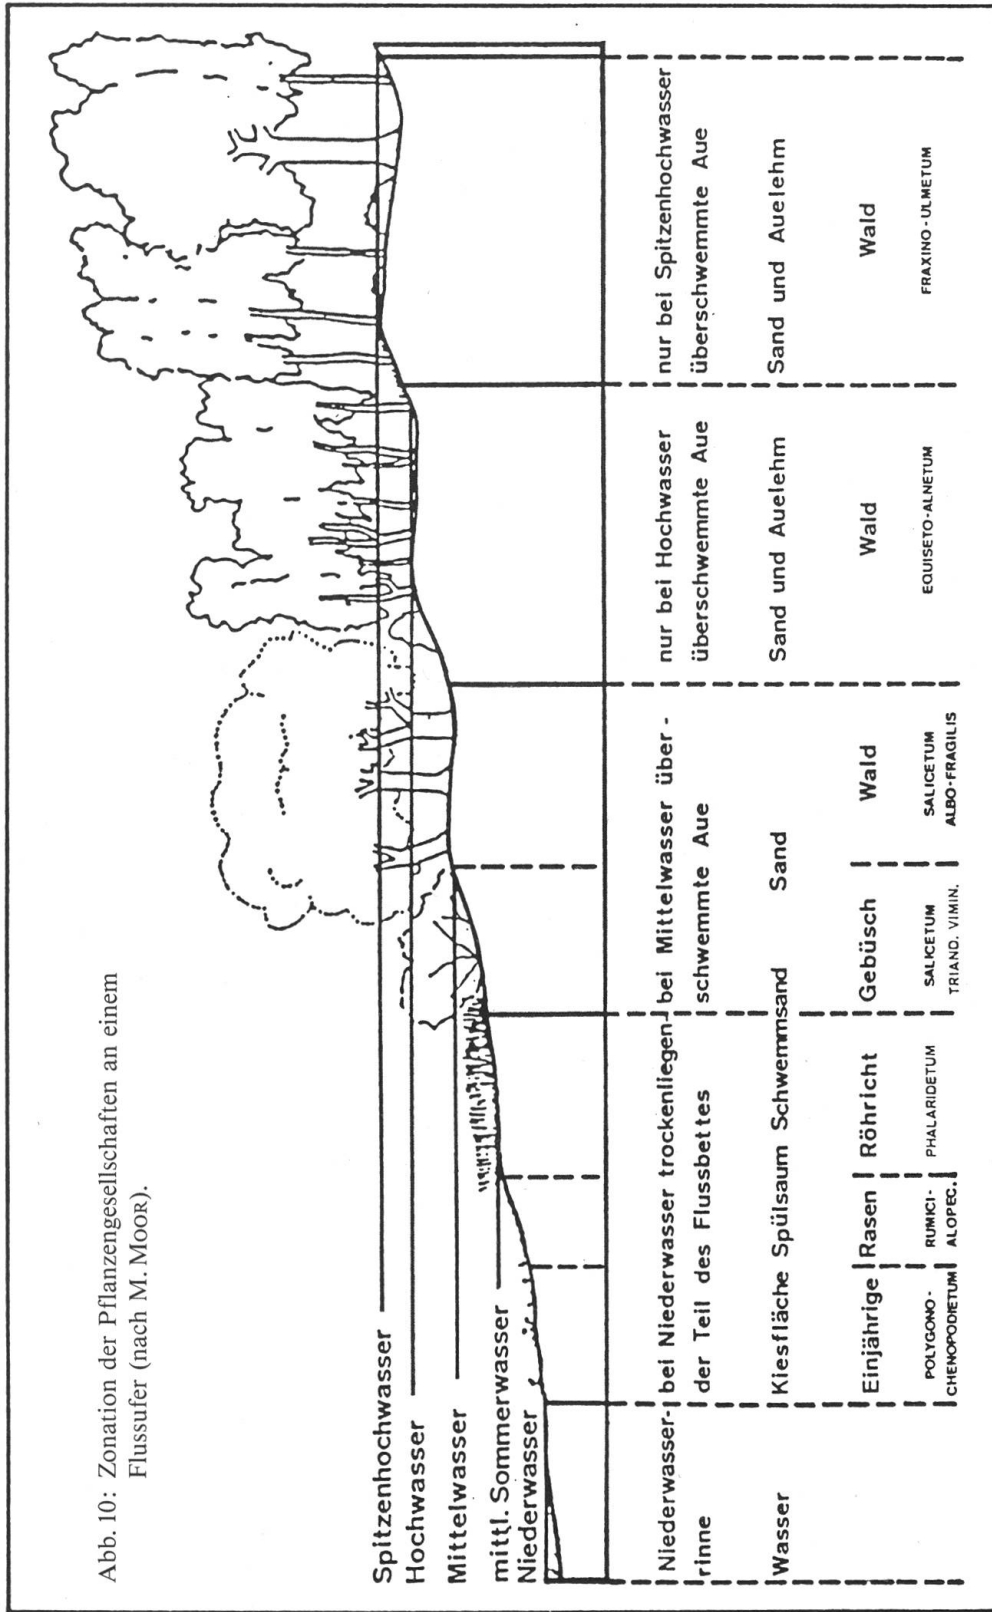 Abb. 10: Zonation der Pflanzengesellschaften an einem
Flussufer (nach M. MOOR).
Spitzenhochwasser
Hochwasser
Mittelwasser
mittl. Sommerwasser
Niederwasser
Niederwasser-
rinne
bei Niederwasser trockenliegen-
der Teil des Flussbettes
bei Mittelwasser über-
schwemmte Aue
nur bei Hochwasser
überschwemmte Aue
nur bei Spitzenhochwasser
überschwemmte Aue
Wasser
Kiesfläche Spülsaum Schwemmsand
Sand
Sand und Auelehm
Sand und Auelehm
Einjährige
Rasen
Röhricht
Gebüsch
Wald
Wald
Wald
POLYGONO-
CHENOPODIETUM
RUMICI-
ALOPEC.
PHALARIDETUM
SALICETUM
TRIAND. VIMIN.
SALICETUM
ALBO-FRAGILIS
EQUISETO-ALNETUM
FRAXINO-ULMETUM